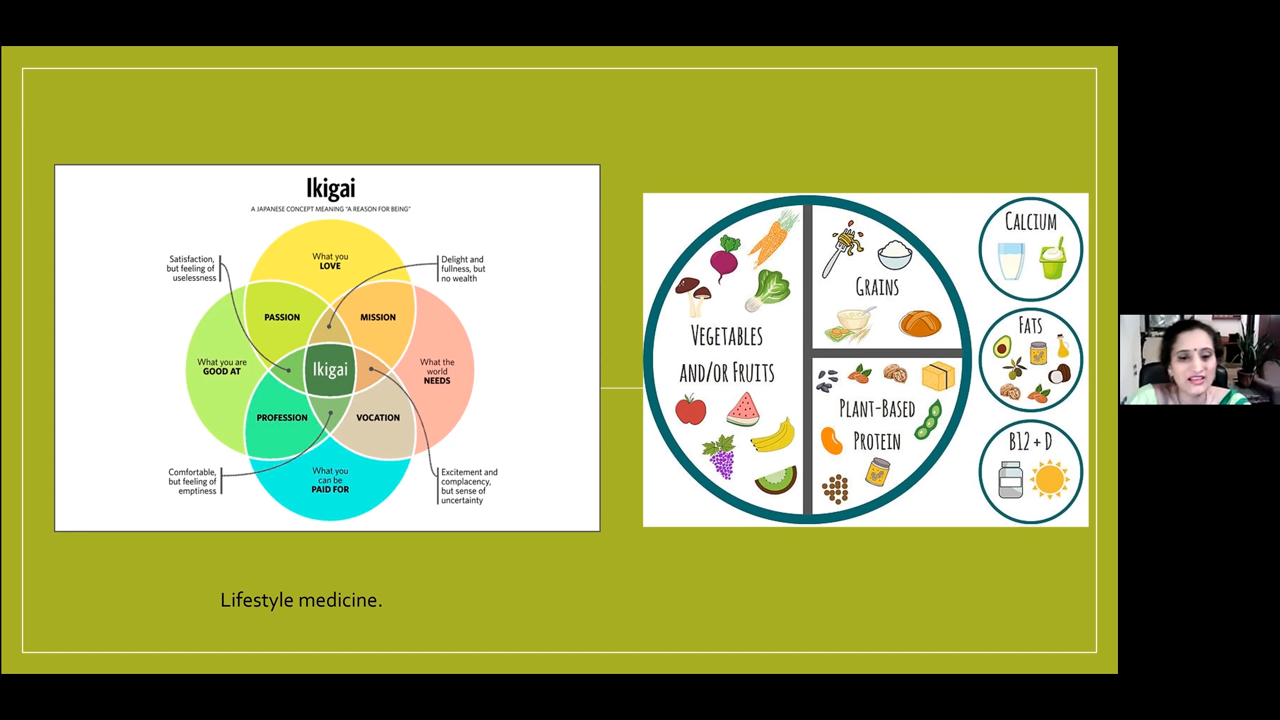 Ikigai
A JAPANESE CONCEPT MEANING "A REASON FOR BEING"
Satisfaction,
but feeling of
uselessness
What you
LOVE
Delight and
fullness, but
no wealth
PASSION
MISSION
What you are
GOOD AT
Ikigai
What the
world
NEEDS
PROFESSION
VOCATION
Comfortable,
but feeling of
emptiness
What you
can be
PAID FOR
Excitement and
complacency,
but sense of
uncertainty
VEGETABLES
AND/OR FRUITS
GRAINS
PLANT-BASED
PROTEIN
CALCIUM
FATS
B12 + D
Lifestyle medicine.